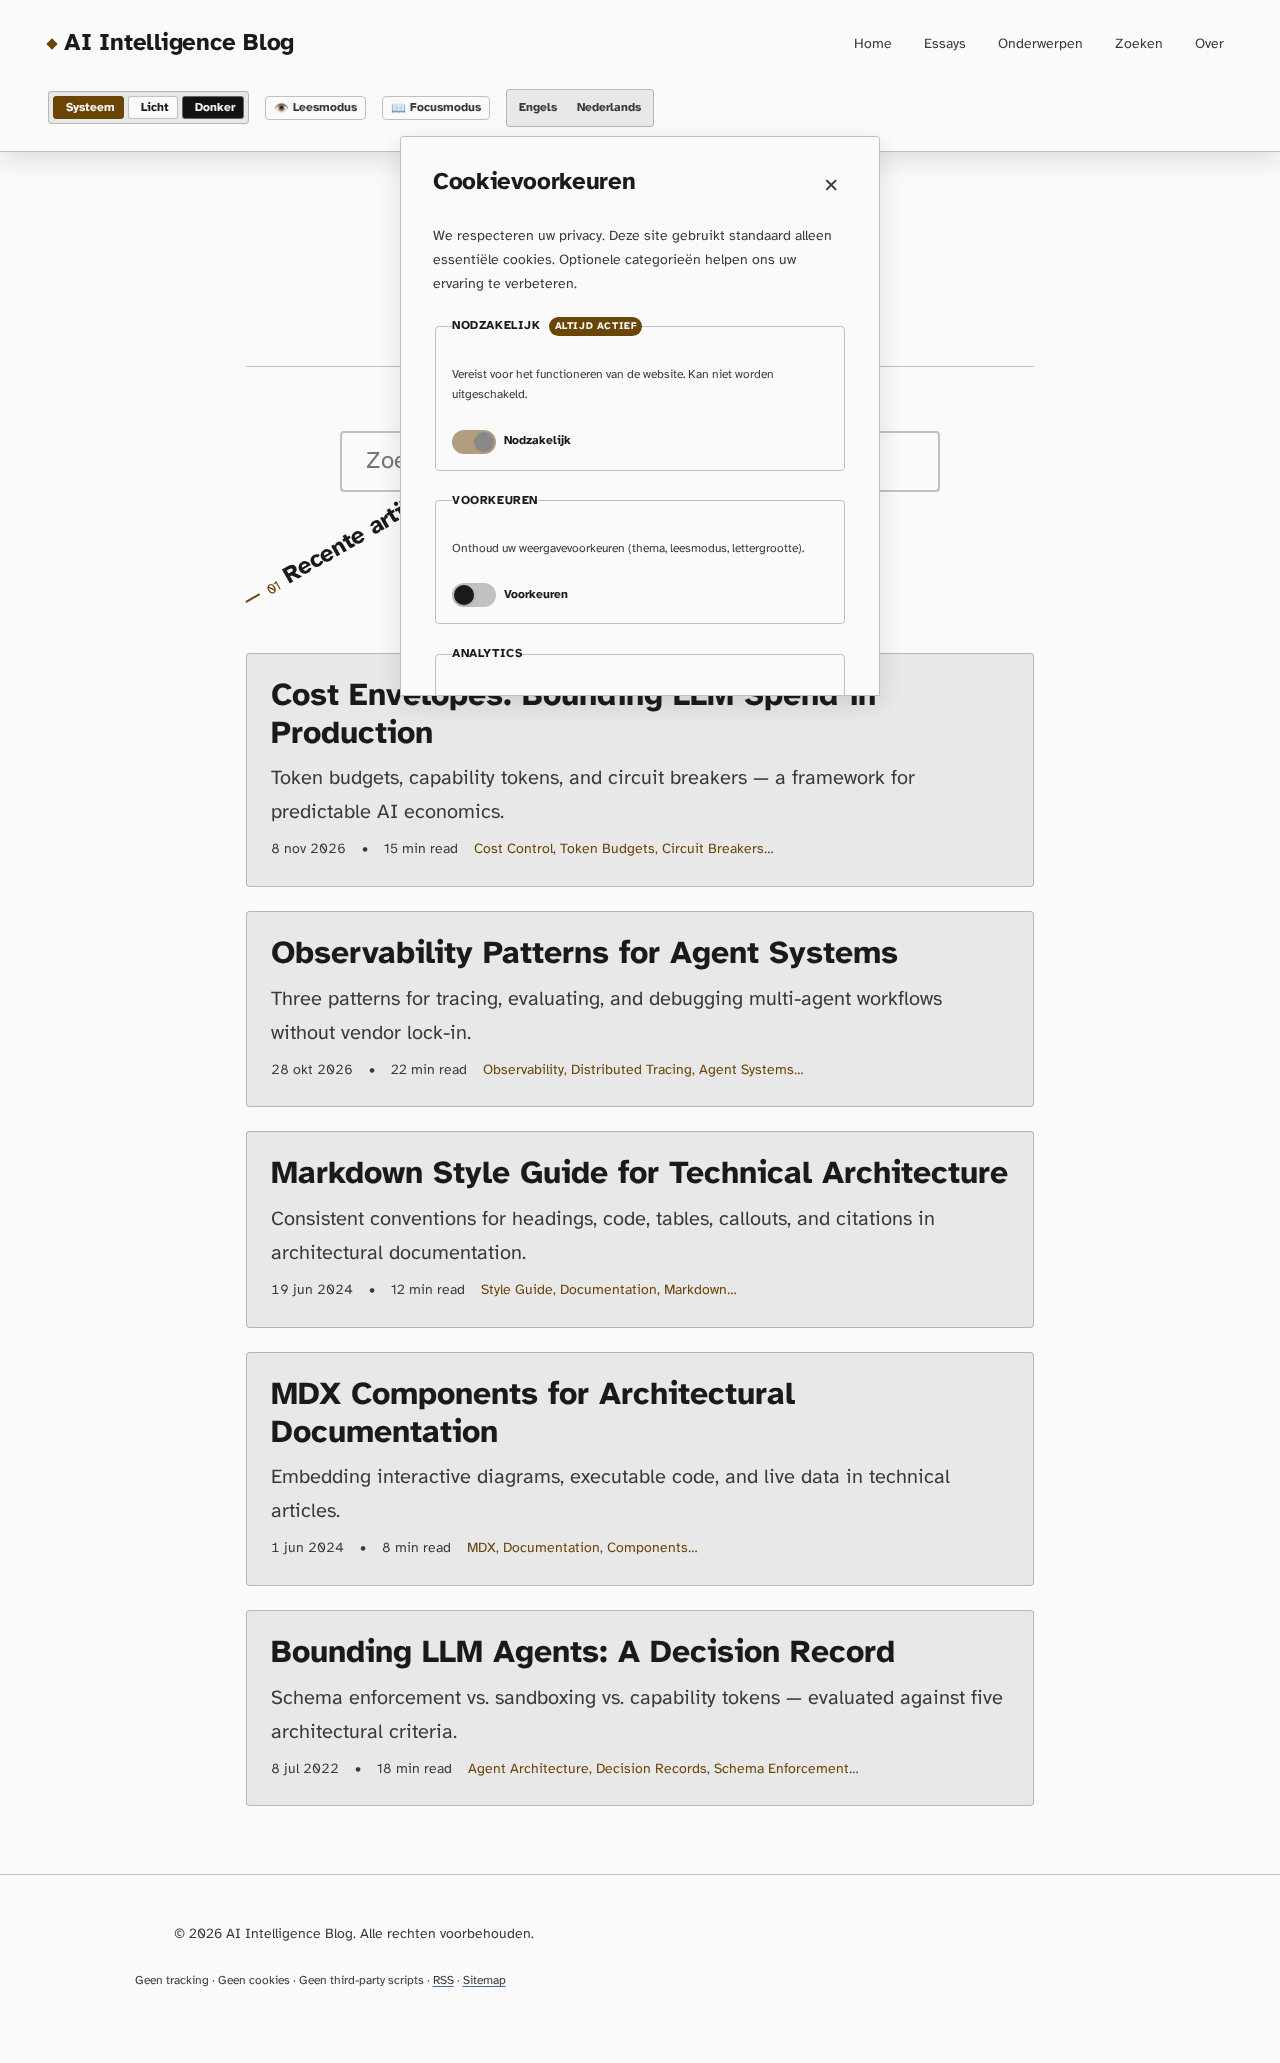 AI Intelligence Blog
Home Essays Onderwerpen Zoeken Over
Systeem Licht Donker Leesmodus Focusmodus Engels Nederlands
Cookievoorkeuren
×
We respecteren uw privacy. Deze site gebruikt standaard alleen
essentiële cookies. Optionele categorieën helpen ons uw
ervaring te verbeteren.
NODZAKELIJK ALTIJD ACTIEF
Vereist voor het functioneren van de website. Kan niet worden
uitgeschakeld.
Nodzakelijk
VOORKEUREN
Onthoud uw weergavevoorkeuren (thema, leesmodus, lettergrootte).
Voorkeuren
ANALYTICS
— 01 Recente
Cost Envelopes: Bounding LLM Spend in
Production
Token budgets, capability tokens, and circuit breakers — a framework for
predictable AI economics.
8 nov 2026 • 15 min read Cost Control, Token Budgets, Circuit Breakers...
Observability Patterns for Agent Systems
Three patterns for tracing, evaluating, and debugging multi-agent workflows
without vendor lock-in.
28 okt 2026 • 22 min read Observability, Distributed Tracing, Agent Systems...
Markdown Style Guide for Technical Architecture
Consistent conventions for headings, code, tables, callouts, and citations in
architectural documentation.
19 jun 2024 • 12 min read Style Guide, Documentation, Markdown...
MDX Components for Architectural
Documentation
Embedding interactive diagrams, executable code, and live data in technical
articles.
1 jun 2024 • 8 min read MDX, Documentation, Components...
Bounding LLM Agents: A Decision Record
Schema enforcement vs. sandboxing vs. capability tokens — evaluated against five
architectural criteria.
8 jul 2022 • 18 min read Agent Architecture, Decision Records, Schema Enforcement...
© 2026 AI Intelligence Blog. Alle rechten voorbehouden.
Geen tracking · Geen cookies · Geen third-party scripts · RSS · Sitemap